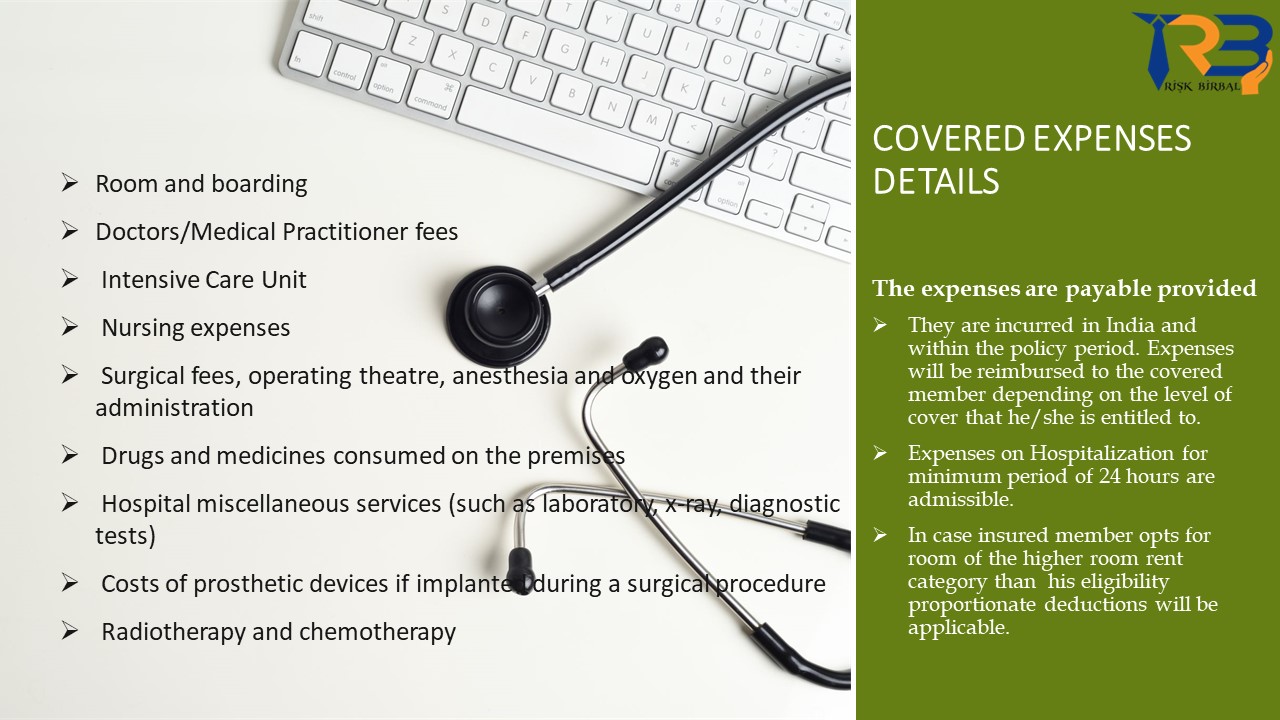 RISK BIRBAL
COVERED EXPENSES
DETAILS
➢ Room and boarding
➢ Doctors/Medical Practitioner fees
➢ Intensive Care Unit
➢ Nursing expenses
➢ Surgical fees, operating theatre, anesthesia and oxygen and their
administration
➢ Drugs and medicines consumed on the premises
➢ Hospital miscellaneous services (such as laboratory, x-ray, diagnostic
tests)
➢ Costs of prosthetic devices if implanted during a surgical procedure
➢ Radiotherapy and chemotherapy
The expenses are payable provided
➢ They are incurred in India and
within the policy period. Expenses
will be reimbursed to the covered
member depending on the level of
cover that he/she is entitled to.
➢ Expenses on Hospitalization for
minimum period of 24 hours are
admissible.
➢ In case insured member opts for
room of the higher room rent
category than his eligibility
proportionate deductions will be
applicable.